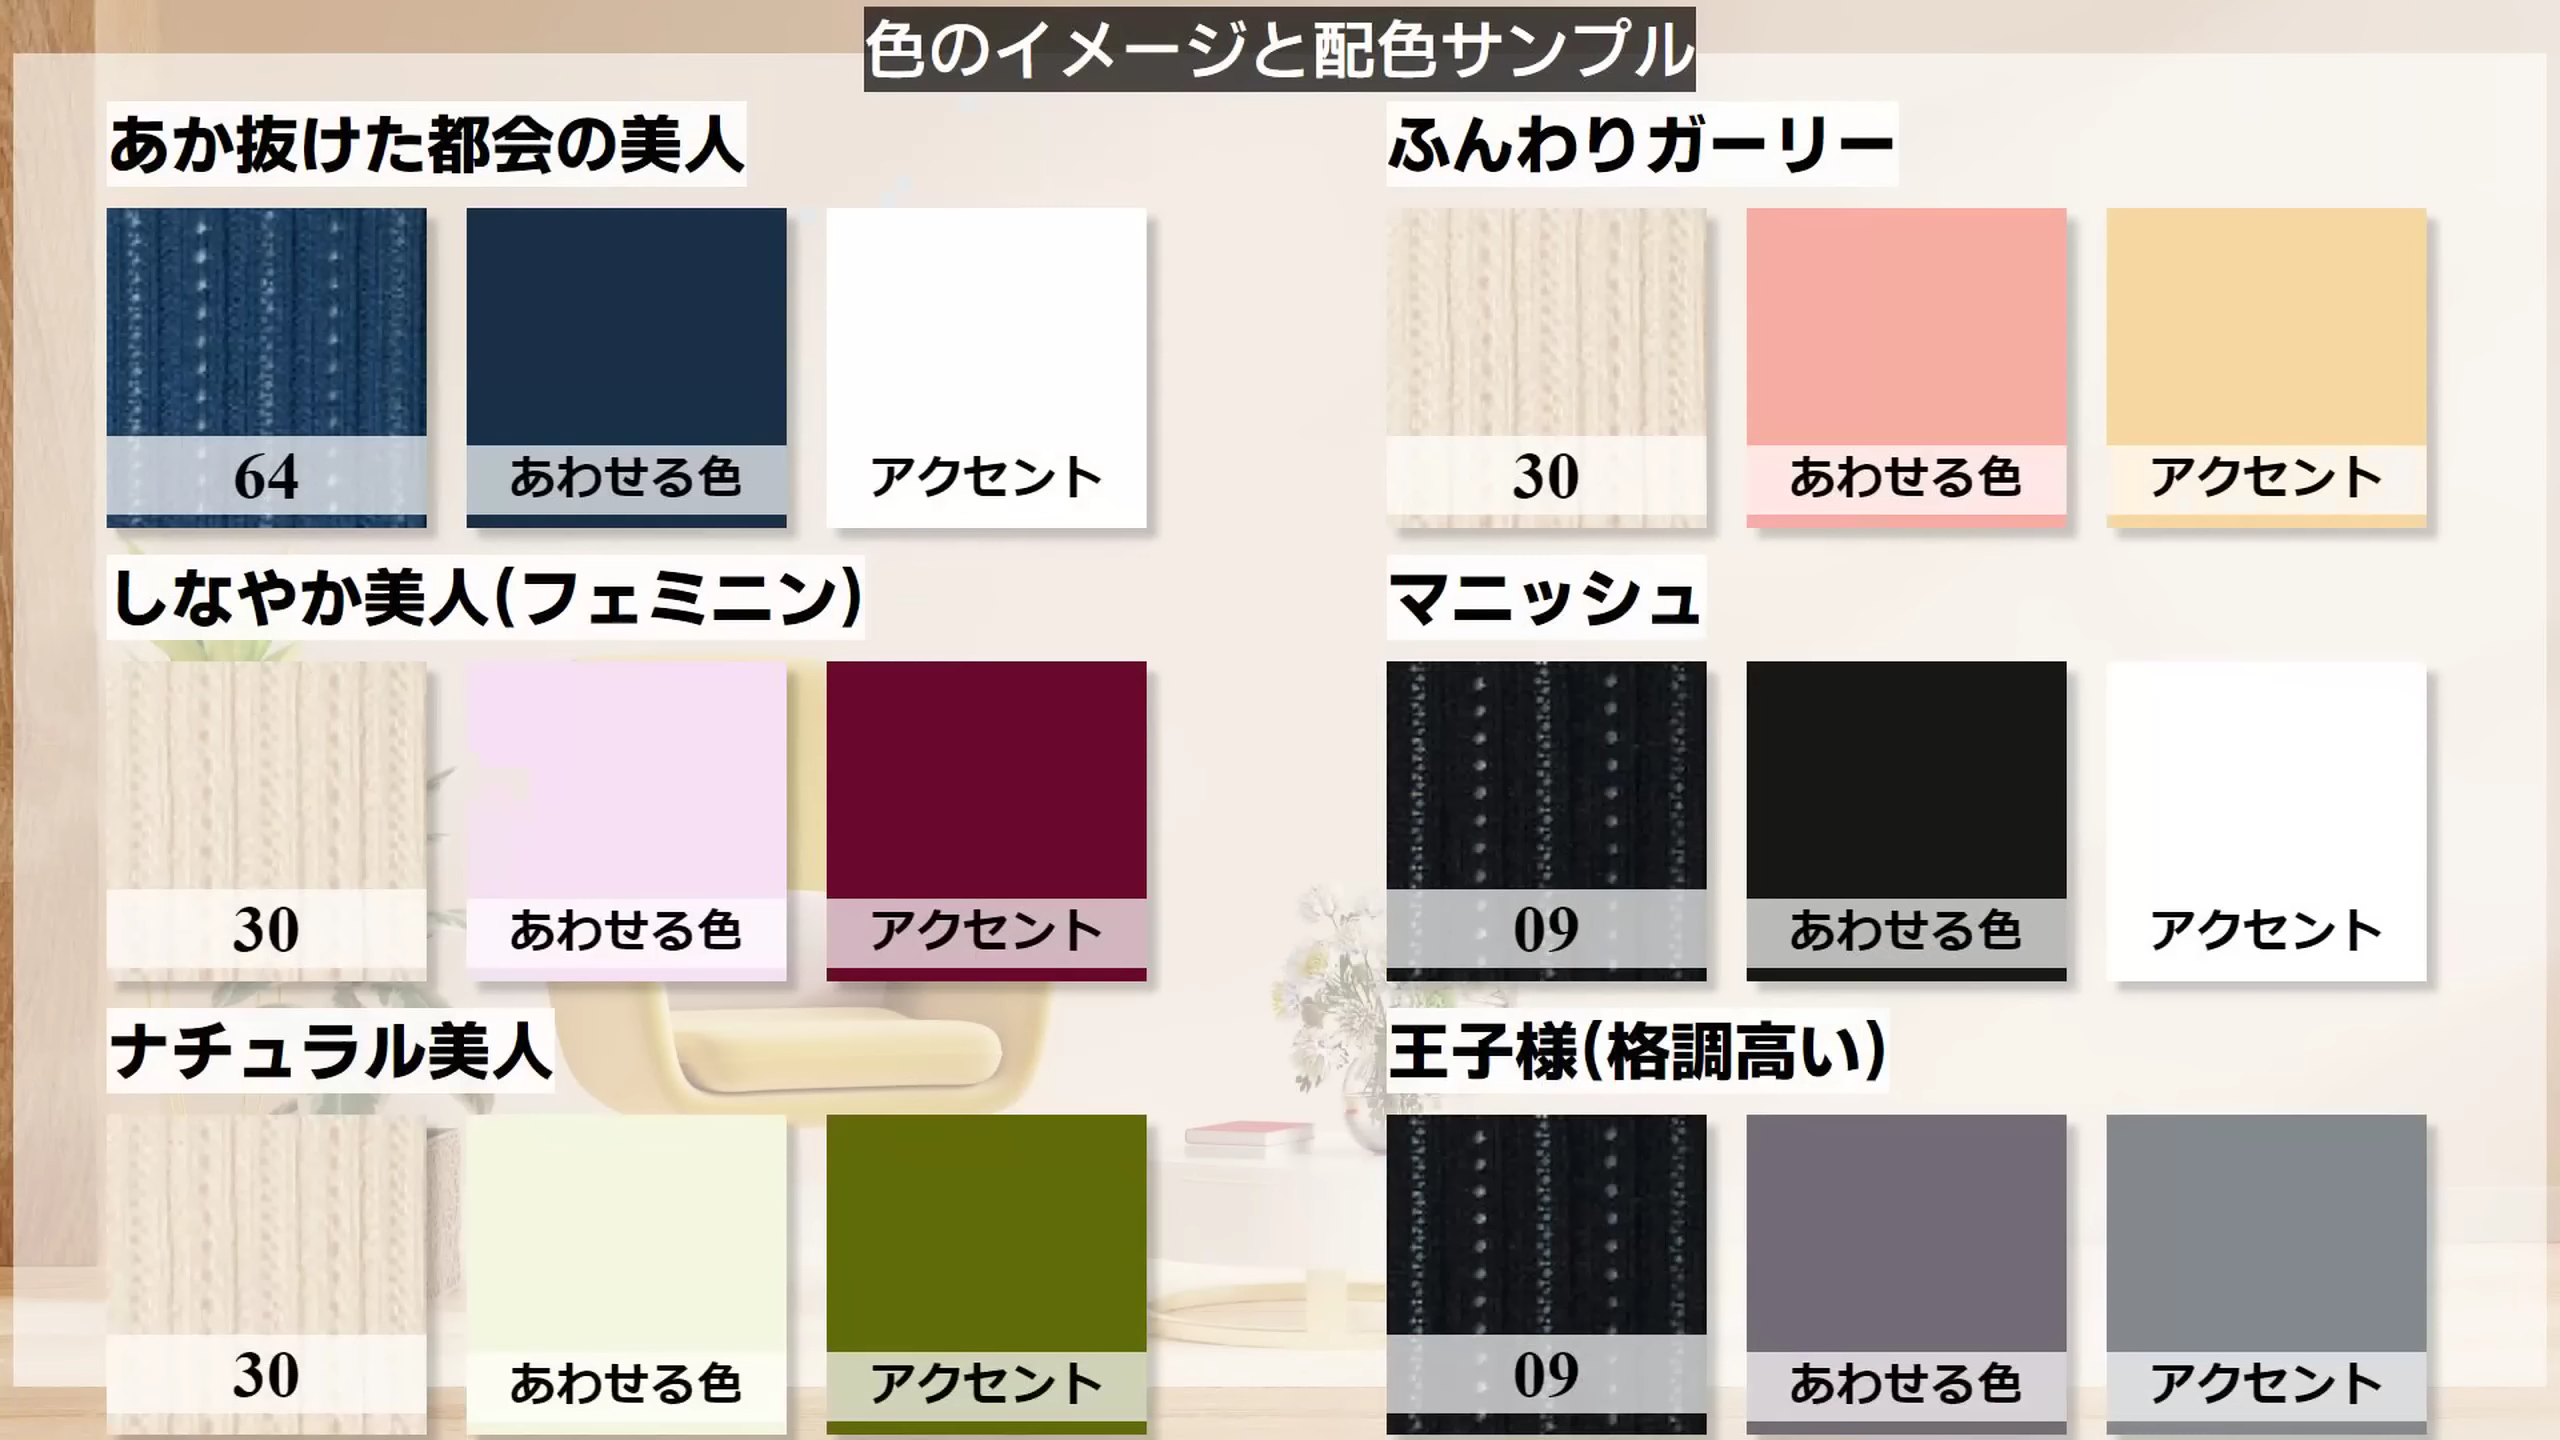 色のイメージと配色サンプル
あか抜けた都会の美人
64
あわせる色
アクセント
ふんわりガーリー
30
あわせる色
アクセント
しなやか美人(フェミニン)
30
あわせる色
アクセント
マニッシュ
09
あわせる色
アクセント
ナチュラル美人
30
あわせる色
アクセント
王子様(格調高い)
09
あわせる色
アクセント